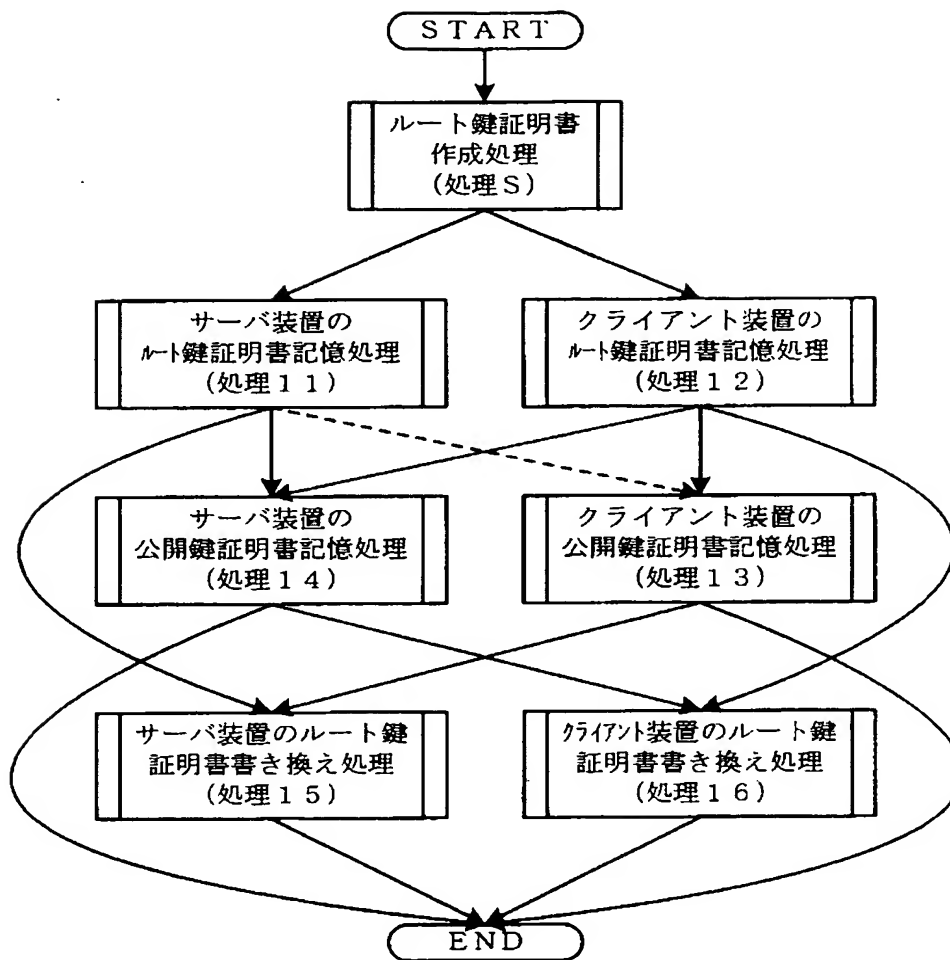 START
ルート鍵証明書
作成処理
(処理S)
サーバ装置の
ルート鍵証明書記憶処理
(処理11)
クライアント装置の
ルート鍵証明書記憶処理
(処理12)
サーバ装置の
公開鍵証明書記憶処理
(処理14)
クライアント装置の
公開鍵証明書記憶処理
(処理13)
サーバ装置のルート鍵
証明書書き換え処理
(処理15)
クライアント装置のルート鍵
証明書書き換え処理
(処理16)
END